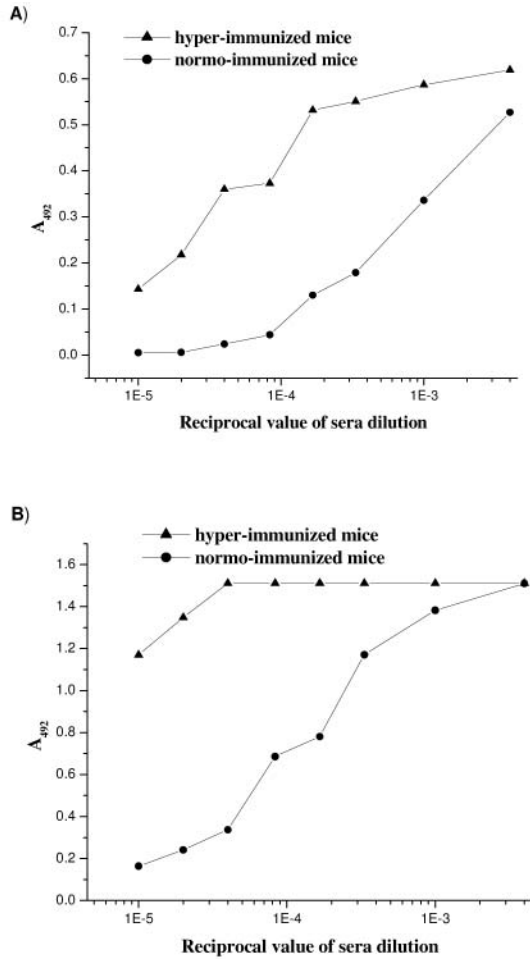 A)
hyper-immunized mice
normo-immunized mice
0.7
0.6
0.5
0.4
0.3
0.2
0.1
0.0
A492
1E-5 1E-4 1E-3
Reciprocal value of sera dilution
B)
hyper-immunized mice
normo-immunized mice
1.6
1.4
1.2
1.0
0.8
0.6
0.4
0.2
0.0
A492
1E-5 1E-4 1E-3
Reciprocal value of sera dilution